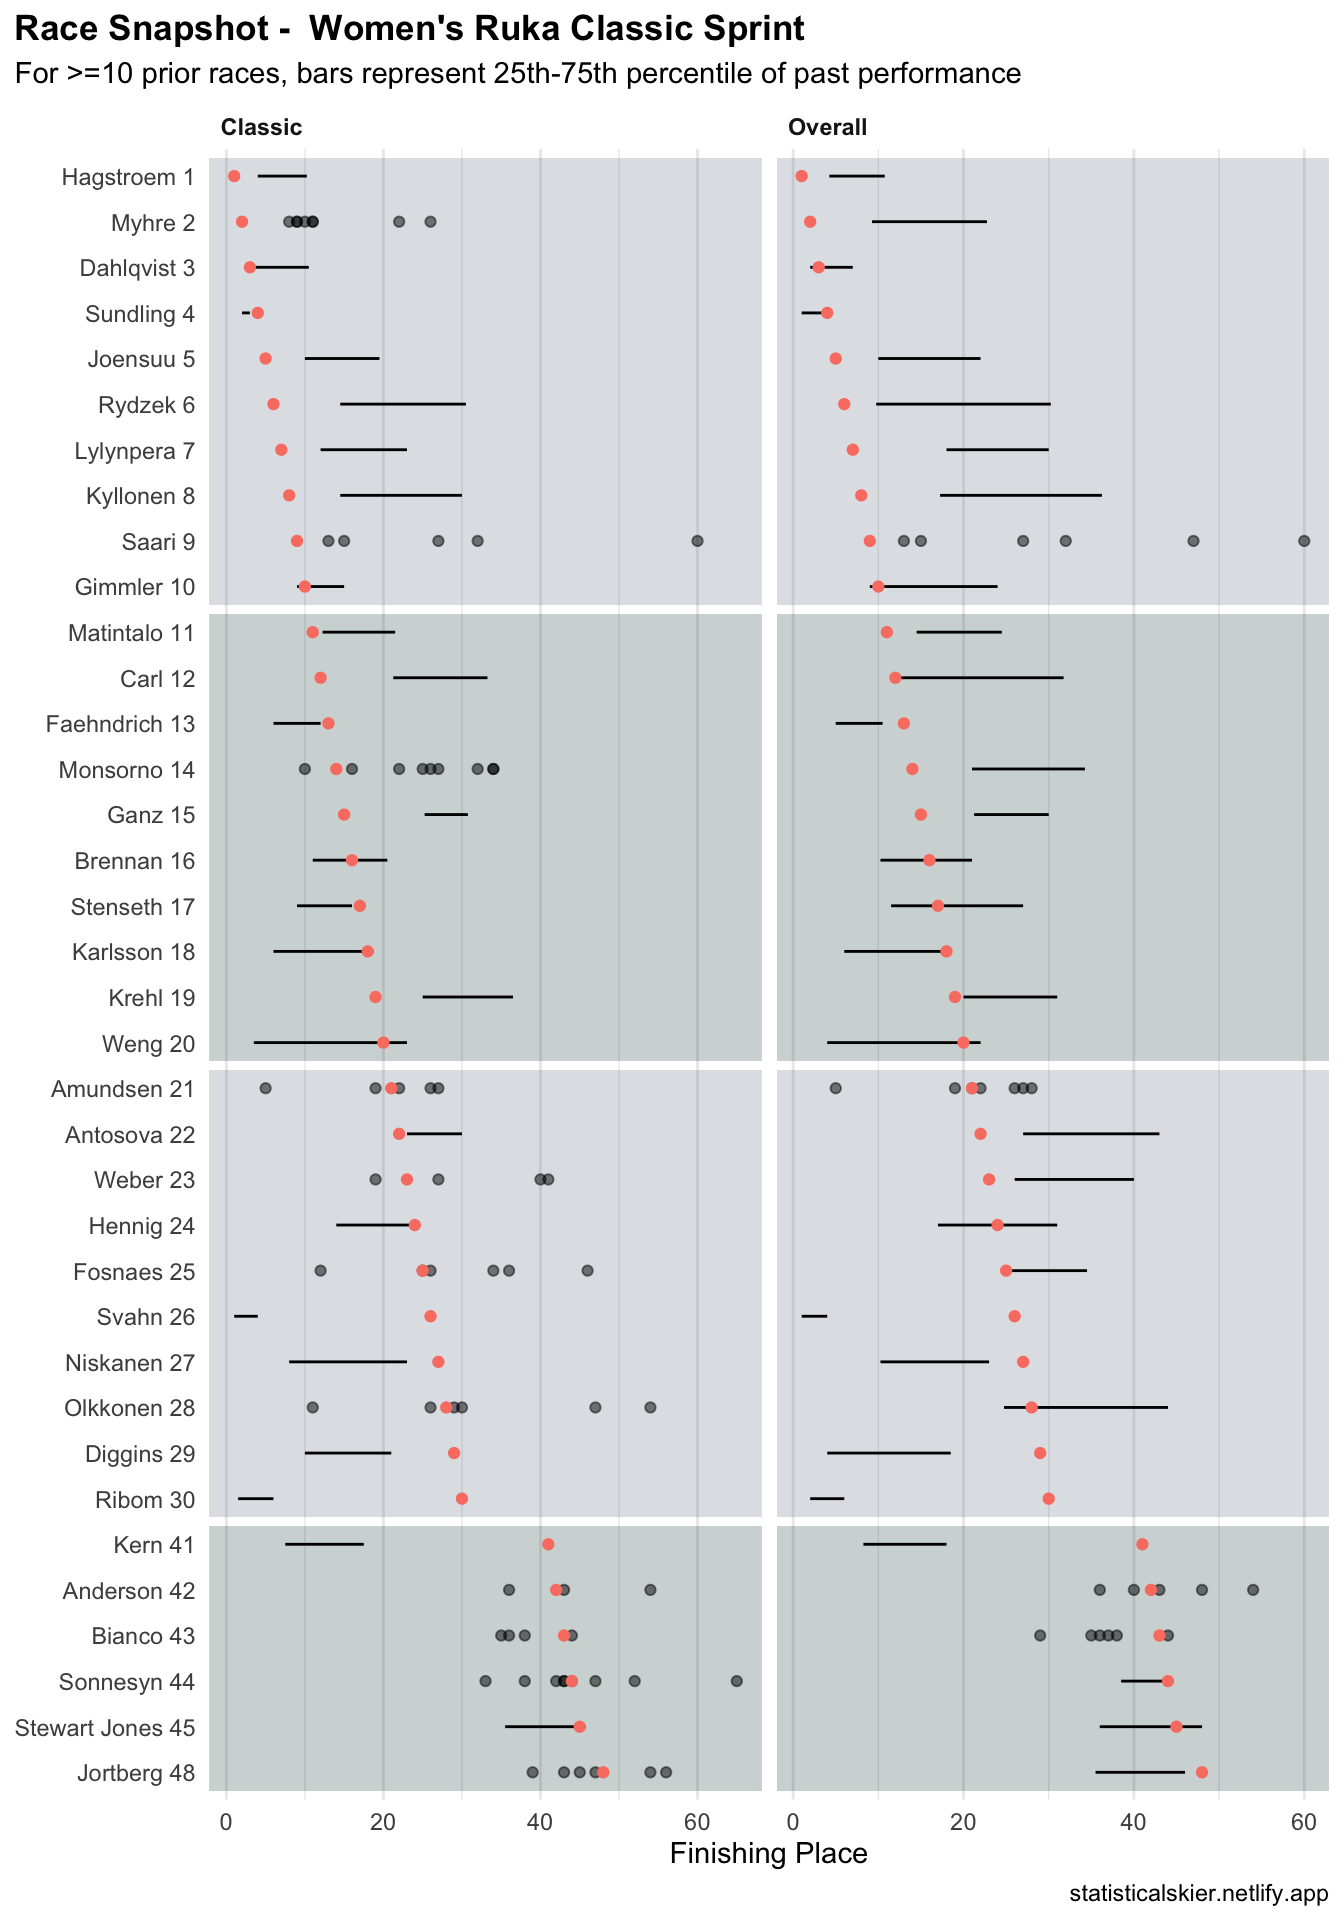 Race Snapshot -  Women's Ruka Classic Sprint
For >=10 prior races, bars represent 25th-75th percentile of past performance
Classic Overall
Hagstroem 1
Myhre 2
Dahlqvist 3
Sundling 4
Joensuu 5
Rydzek 6
Lylynpera 7
Kyllonen 8
Saari 9
Gimmler 10
Matintalo 11
Carl 12
Faehndrich 13
Monsorno 14
Ganz 15
Brennan 16
Stenseth 17
Karlsson 18
Krehl 19
Weng 20
Amundsen 21
Antosova 22
Weber 23
Hennig 24
Fosnaes 25
Svahn 26
Niskanen 27
Olkkonen 28
Diggins 29
Ribom 30
Kern 41
Anderson 42
Bianco 43
Sonnesyn 44
Stewart Jones 45
Jortberg 48
0 20 40 60 0 20 40 60
Finishing Place
statisticalskier.netlify.app